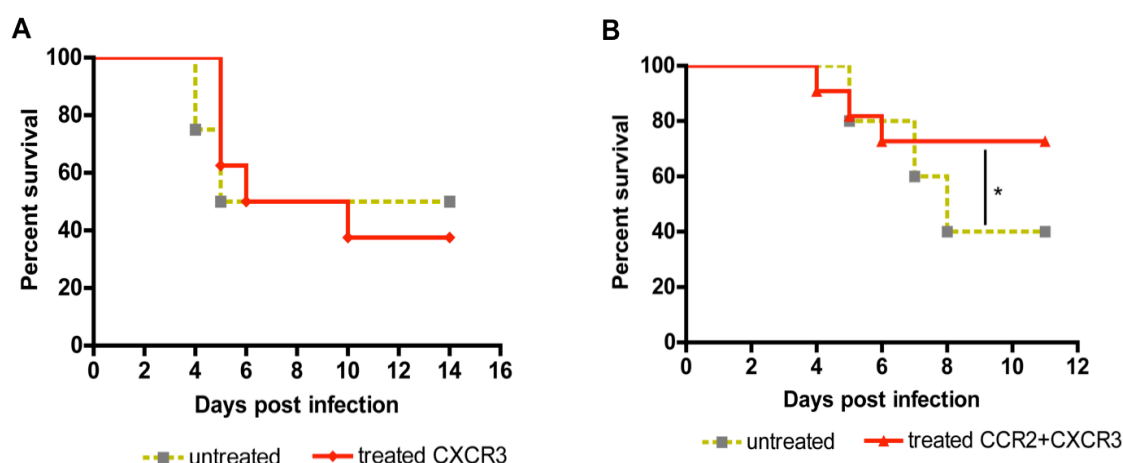 A
Percent survival
100
80
60
40
20
0
0 2 4 6 8 10 12 14 16
Days post infection
untreated treated CXCR3
B
Percent survival
100
80
60
40
20
0
*
0 2 4 6 8 10 12
Days post infection
untreated treated CCR2+CXCR3